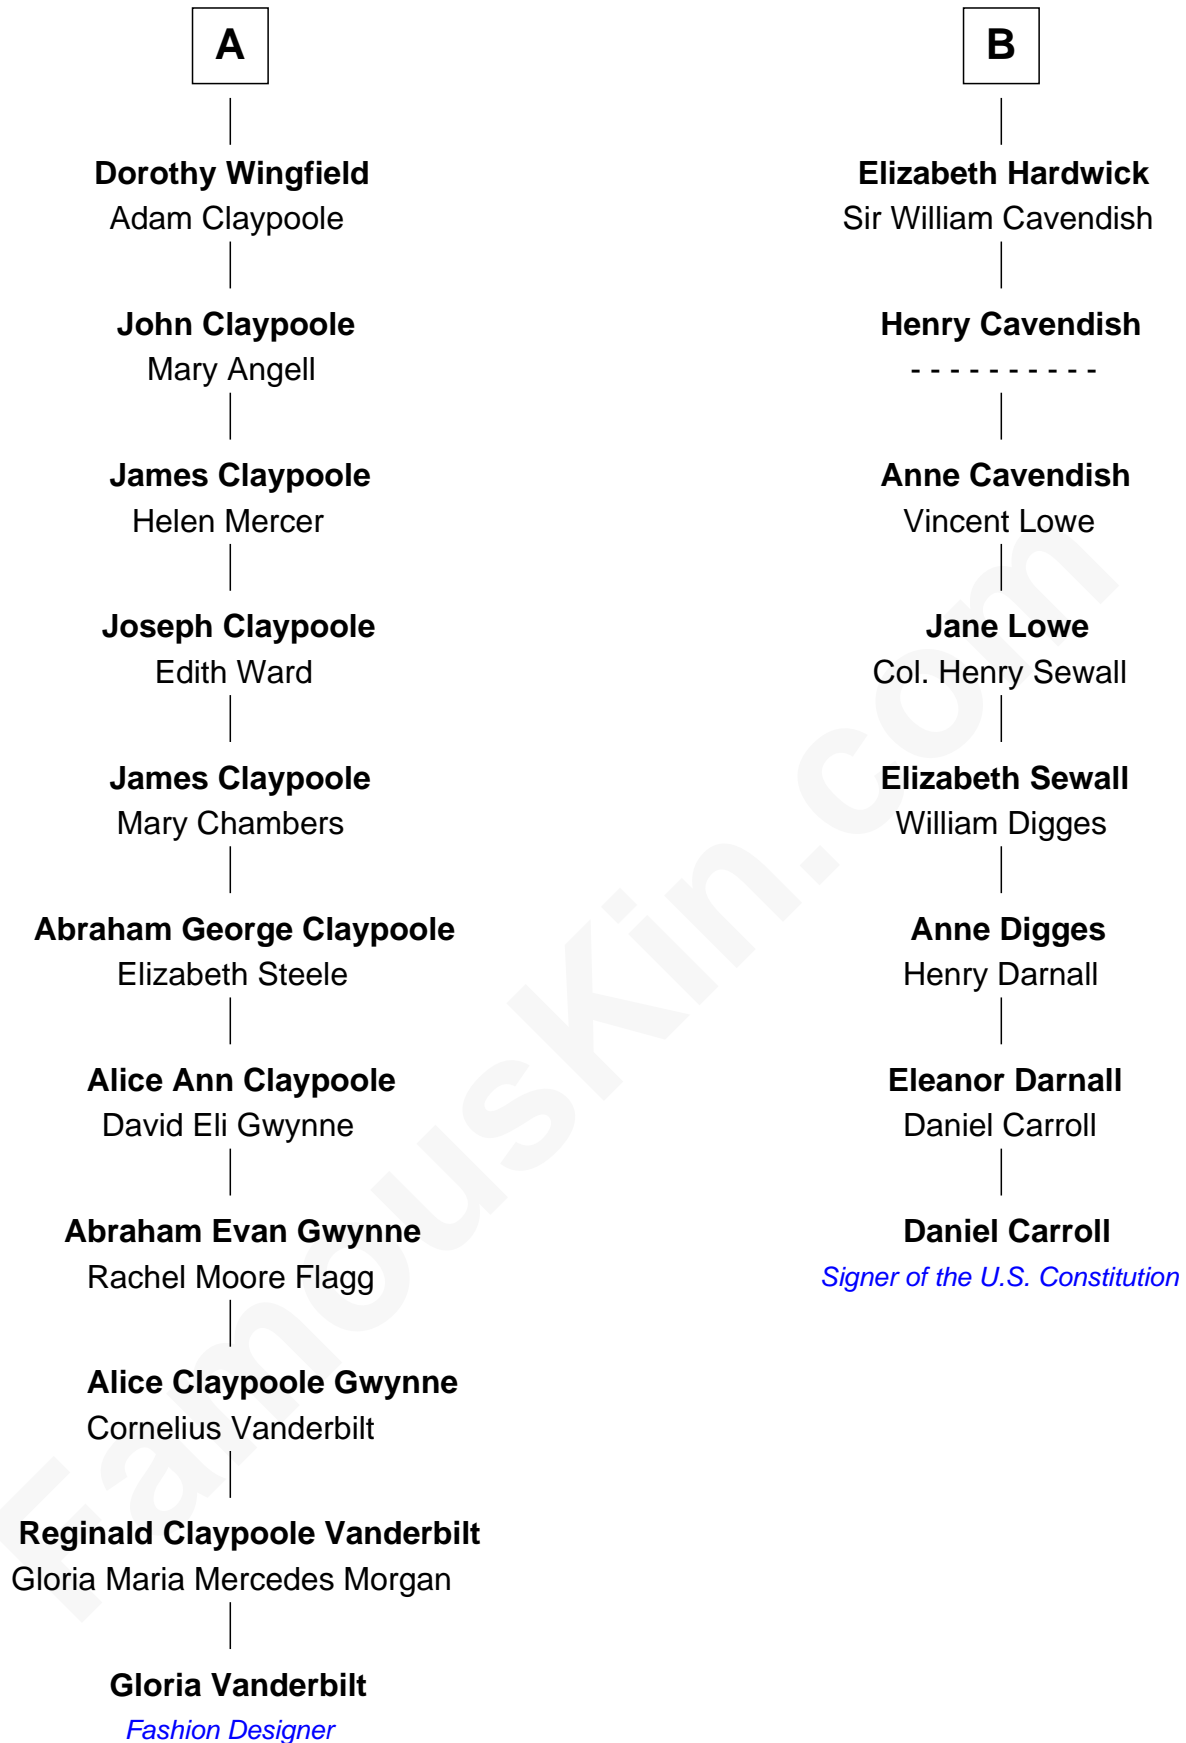 A
Dorothy Wingfield
Adam Claypoole
John Claypoole
Mary Angell
James Claypoole
Helen Mercer
Joseph Claypoole
Edith Ward
James Claypoole
Mary Chambers
Abraham George Claypoole
Elizabeth Steele
Alice Ann Claypoole
David Eli Gwynne
Abraham Evan Gwynne
Rachel Moore Flagg
Alice Claypoole Gwynne
Cornelius Vanderbilt
Reginald Claypoole Vanderbilt
Gloria Maria Mercedes Morgan
Gloria Vanderbilt
Fashion Designer
B
Elizabeth Hardwick
Sir William Cavendish
Henry Cavendish
- - - - - - - - - -
Anne Cavendish
Vincent Lowe
Jane Lowe
Col. Henry Sewall
Elizabeth Sewall
William Digges
Anne Digges
Henry Darnall
Eleanor Darnall
Daniel Carroll
Daniel Carroll
Signer of the U.S. Constitution
FamousKin.com